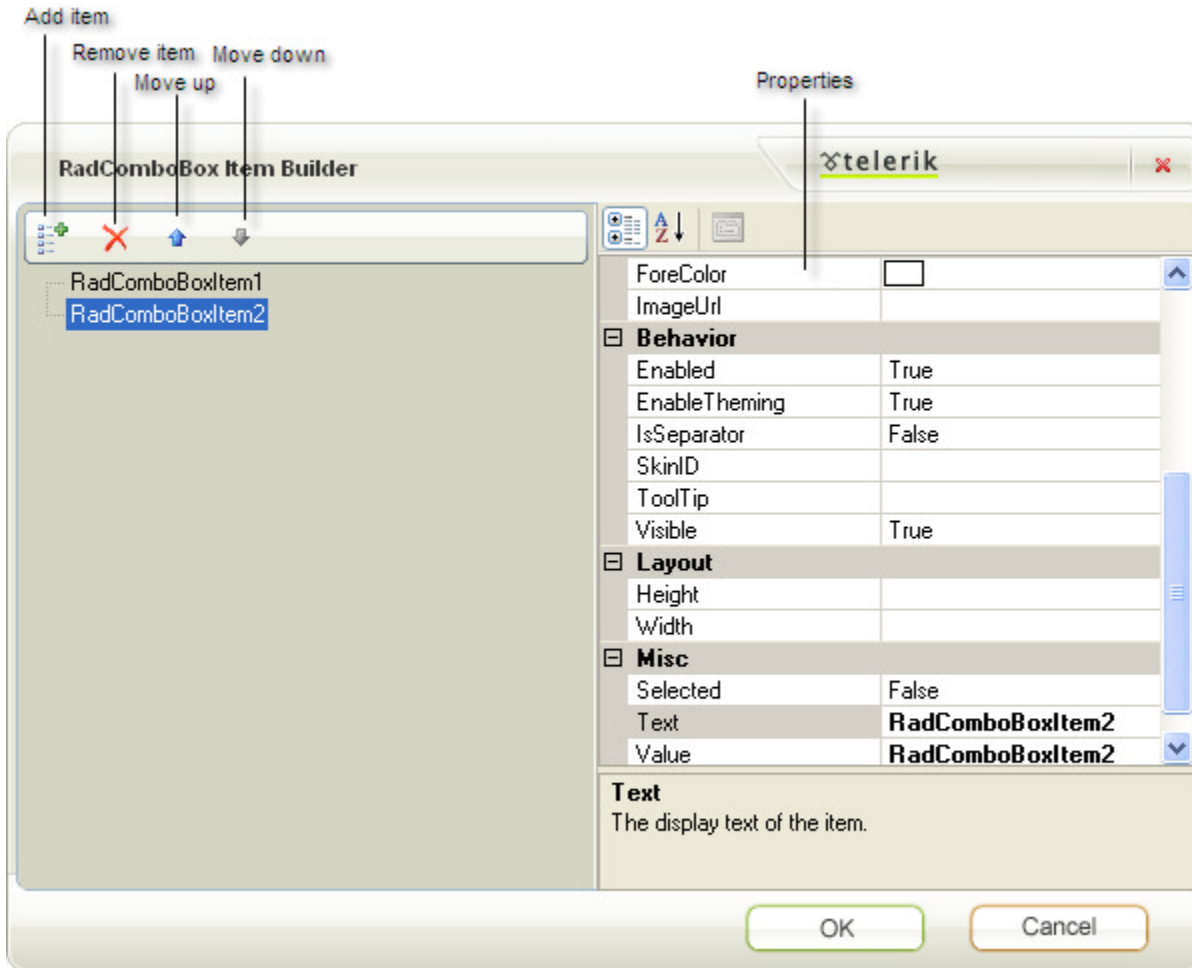 Add item
Remove item
Move down
Move up
Properties
RadComboBox Item Builder
telerik
RadComboBoxItem1
RadComboBoxItem2
A
Z
ForeColor
ImageUrl
Behavior
Enabled True
EnableTheming True
IsSeparator False
SkinID
ToolTip
Visible True
Layout
Height
Width
Misc
Selected False
Text RadComboBoxItem2
Value RadComboBoxItem2
Text
The display text of the item.
OK
Cancel